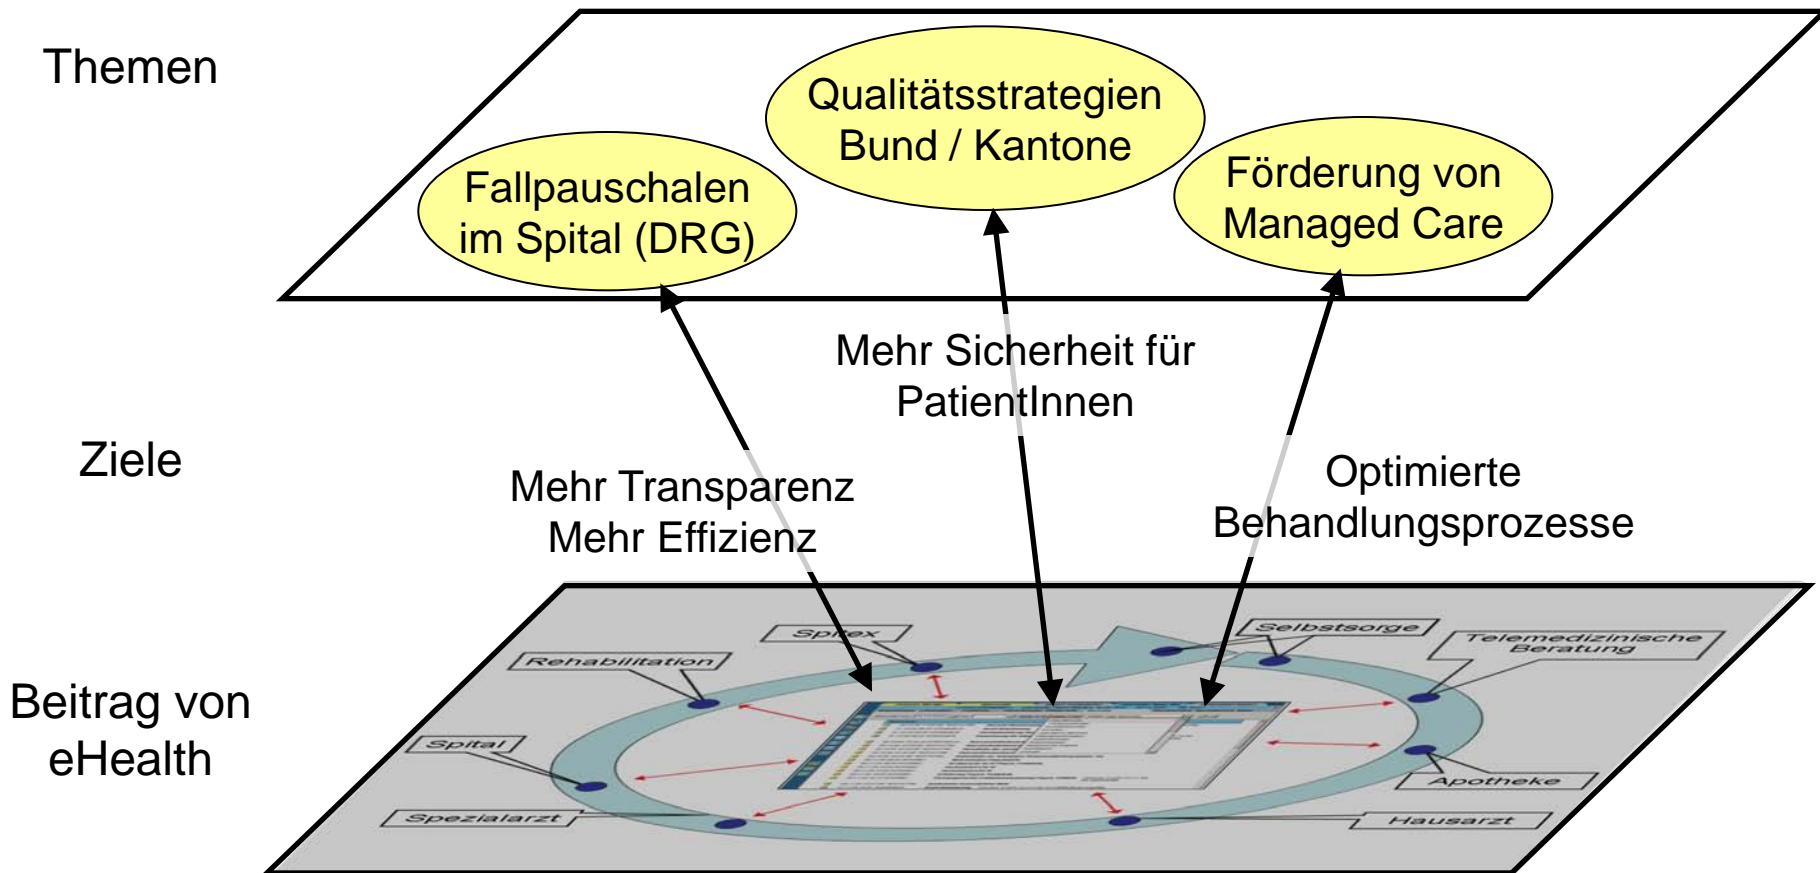 Themen
Qualitätsstrategien
Bund / Kantone
Fallpauschalen
im Spital (DRG)
Förderung von
Managed Care
Ziele
Mehr Sicherheit für
PatientInnen
Mehr Transparenz
Mehr Effizienz
Optimierte
Behandlungsprozesse
Beitrag von
eHealth
Spitex
Selbstsorge
Telemedizinische
Beratung
Rehabilitation
Spital
Apotheke
Spezialarzt
Hausarzt